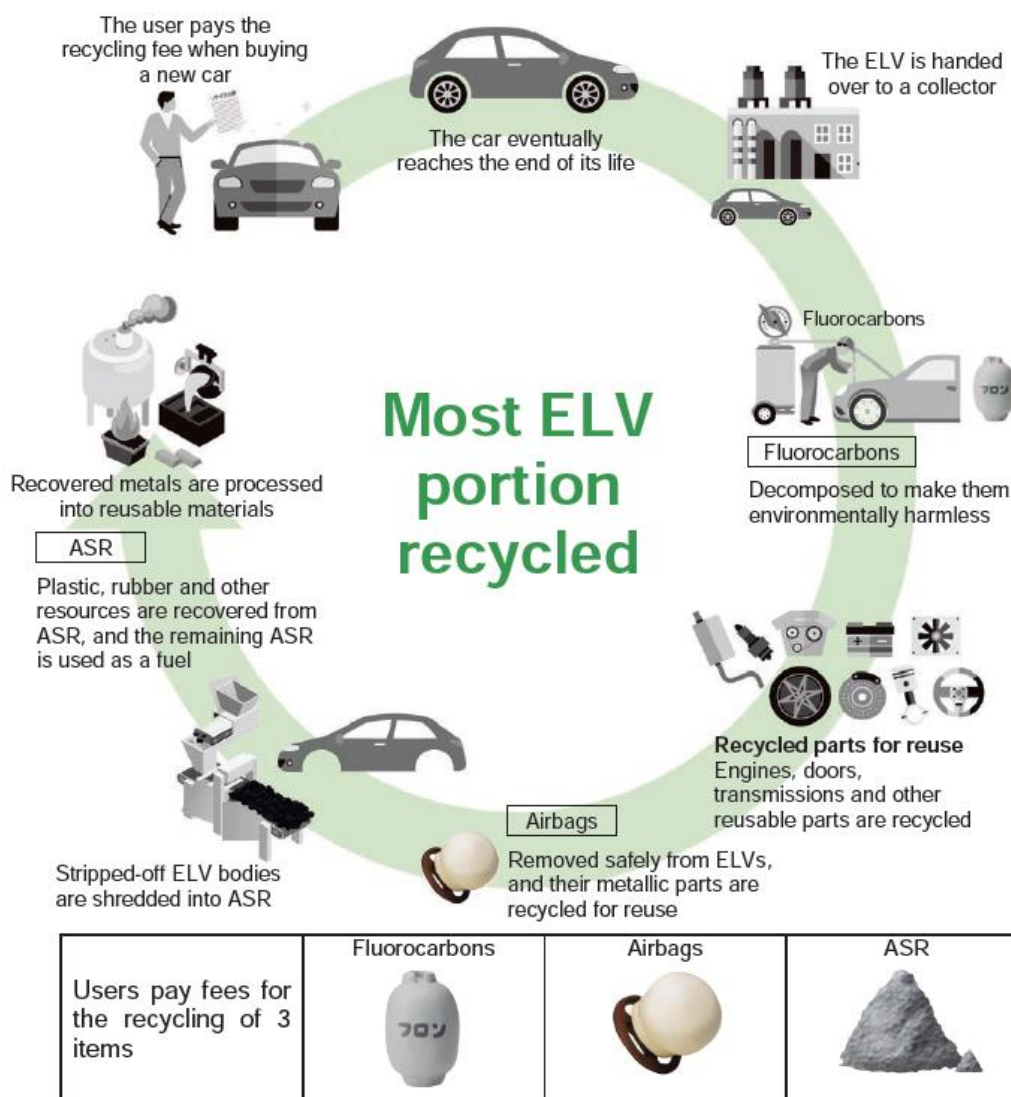 The user pays the
recycling fee when buying
a new car
The car eventually
reaches the end of its life
The ELV is handed
over to a collector
Fluorocarbons
フロン
Fluorocarbons
Decomposed to make them
environmentally harmless
Most ELV
portion
recycled
Recycled parts for reuse
Engines, doors,
transmissions and other
reusable parts are recycled
Airbags
Removed safely from ELVs,
and their metallic parts are
recycled for reuse
Stripped-off ELV bodies
are shredded into ASR
Recovered metals are processed
into reusable materials
ASR
Plastic, rubber and other
resources are recovered from
ASR, and the remaining ASR
is used as a fuel
Users pay fees for
the recycling of 3
items
Fluorocarbons
フロン
Airbags
ASR